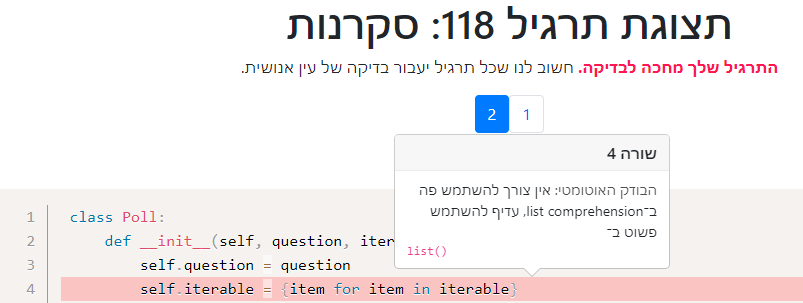 תצוגת תרגיל 118: סקרנות
התרגיל שלך מחכה לבדיקה. חשוב לנו שכל תרגיל יעבור בדיקה של עין אנושית.
1 2
שורה 4
הבודק האוטומטי: אין צורך להשתמש פה
ב־list comprehension, עדיף להשתמש
פשוט ב־
list()
1 class Poll:
2 def __init__(self, question, iter
3 self.question = question
4 self.iterable = {item for item in iterable}